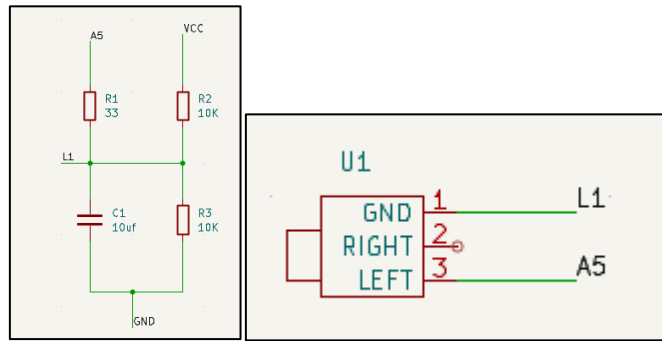 A5
VCC
R1
33
R2
10K
L1
C1
10uf
R3
10K
GND
U1
GND 1 L1
RIGHT 2
LEFT 3 A5